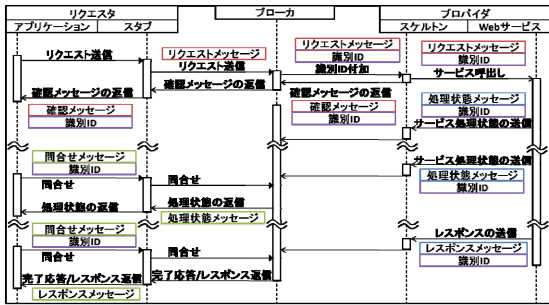 リクエスタ
ブローカ
プロバイダ
アプリケーション
スタブ
スケルトン
Webサービス
リクエスト送信
リクエストメッセージ
リクエスト送信
リクエストメッセージ
識別ID
識別ID付加
リクエストメッセージ
識別ID
サービス呼出し
確認メッセージの返信
確認メッセージの返信
確認メッセージの返信
確認メッセージ
識別ID
確認メッセージ
識別ID
処理状態メッセージ
識別ID
サービス処理状態の送信
問合せメッセージ
識別ID
問合せ
問合せ
サービス処理状態の送信
処理状態メッセージ
識別ID
処理状態の返信
処理状態の返信
処理状態メッセージ
問合せメッセージ
識別ID
問合せ
問合せ
レスポンスの送信
レスポンスメッセージ
識別ID
完了応答/レスポンス返信
完了応答/レスポンス返信
レスポンスメッセージ